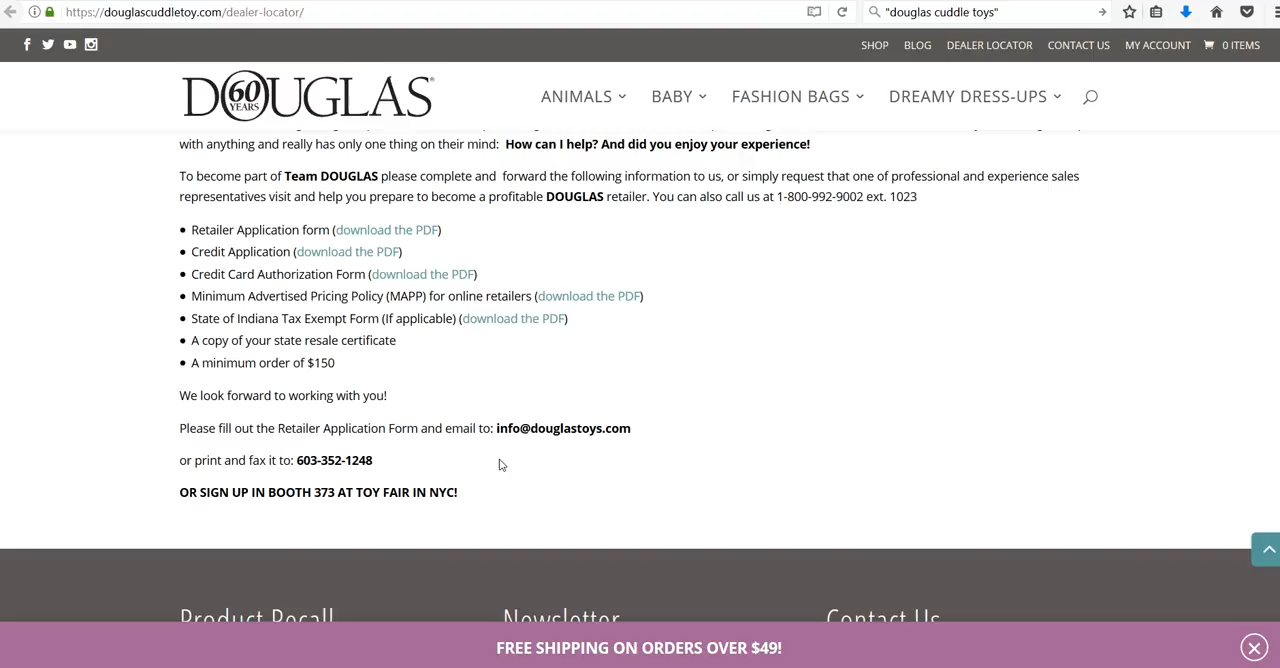 https://douglascuddletoy.com/dealer-locator/
"douglas cuddle toys"
SHOP BLOG DEALER LOCATOR CONTACT US MY ACCOUNT 0 ITEMS
DOUGLAS®
60
YEARS
ANIMALS BABY FASHION BAGS DREAMY DRESS-UPS
with anything and really has only one thing on their mind: How can I help? And did you enjoy your experience!
To become part of Team DOUGLAS please complete and forward the following information to us, or simply request that one of professional and experience sales
representatives visit and help you prepare to become a profitable DOUGLAS retailer. You can also call us at 1-800-992-9002 ext. 1023
• Retailer Application form (download the PDF)
• Credit Application (download the PDF)
• Credit Card Authorization Form (download the PDF)
• Minimum Advertised Pricing Policy (MAPP) for online retailers (download the PDF)
• State of Indiana Tax Exempt Form (If applicable) (download the PDF)
• A copy of your state resale certificate
• A minimum order of $150
We look forward to working with you!
Please fill out the Retailer Application Form and email to: info@douglastoys.com
or print and fax it to: 603-352-1248
OR SIGN UP IN BOOTH 373 AT TOY FAIR IN NYC!
Product Recall Newsletter Contact Us
FREE SHIPPING ON ORDERS OVER $49!